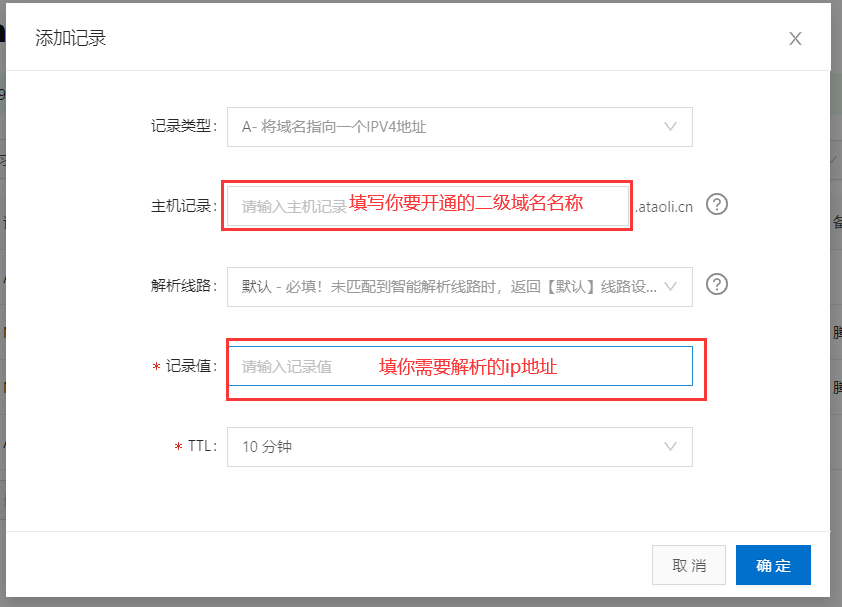 添加记录
记录类型: A- 将域名指向一个IPV4地址
主机记录: 请输入主机记录 填写你要开通的二级域名名称 .ataoli.cn ?
解析线路: 默认 - 必填！未匹配到智能解析线路时，返回【默认】线路设... ?
* 记录值: 请输入记录值 填你需要解析的ip地址
* TTL: 10 分钟
取 消 确 定